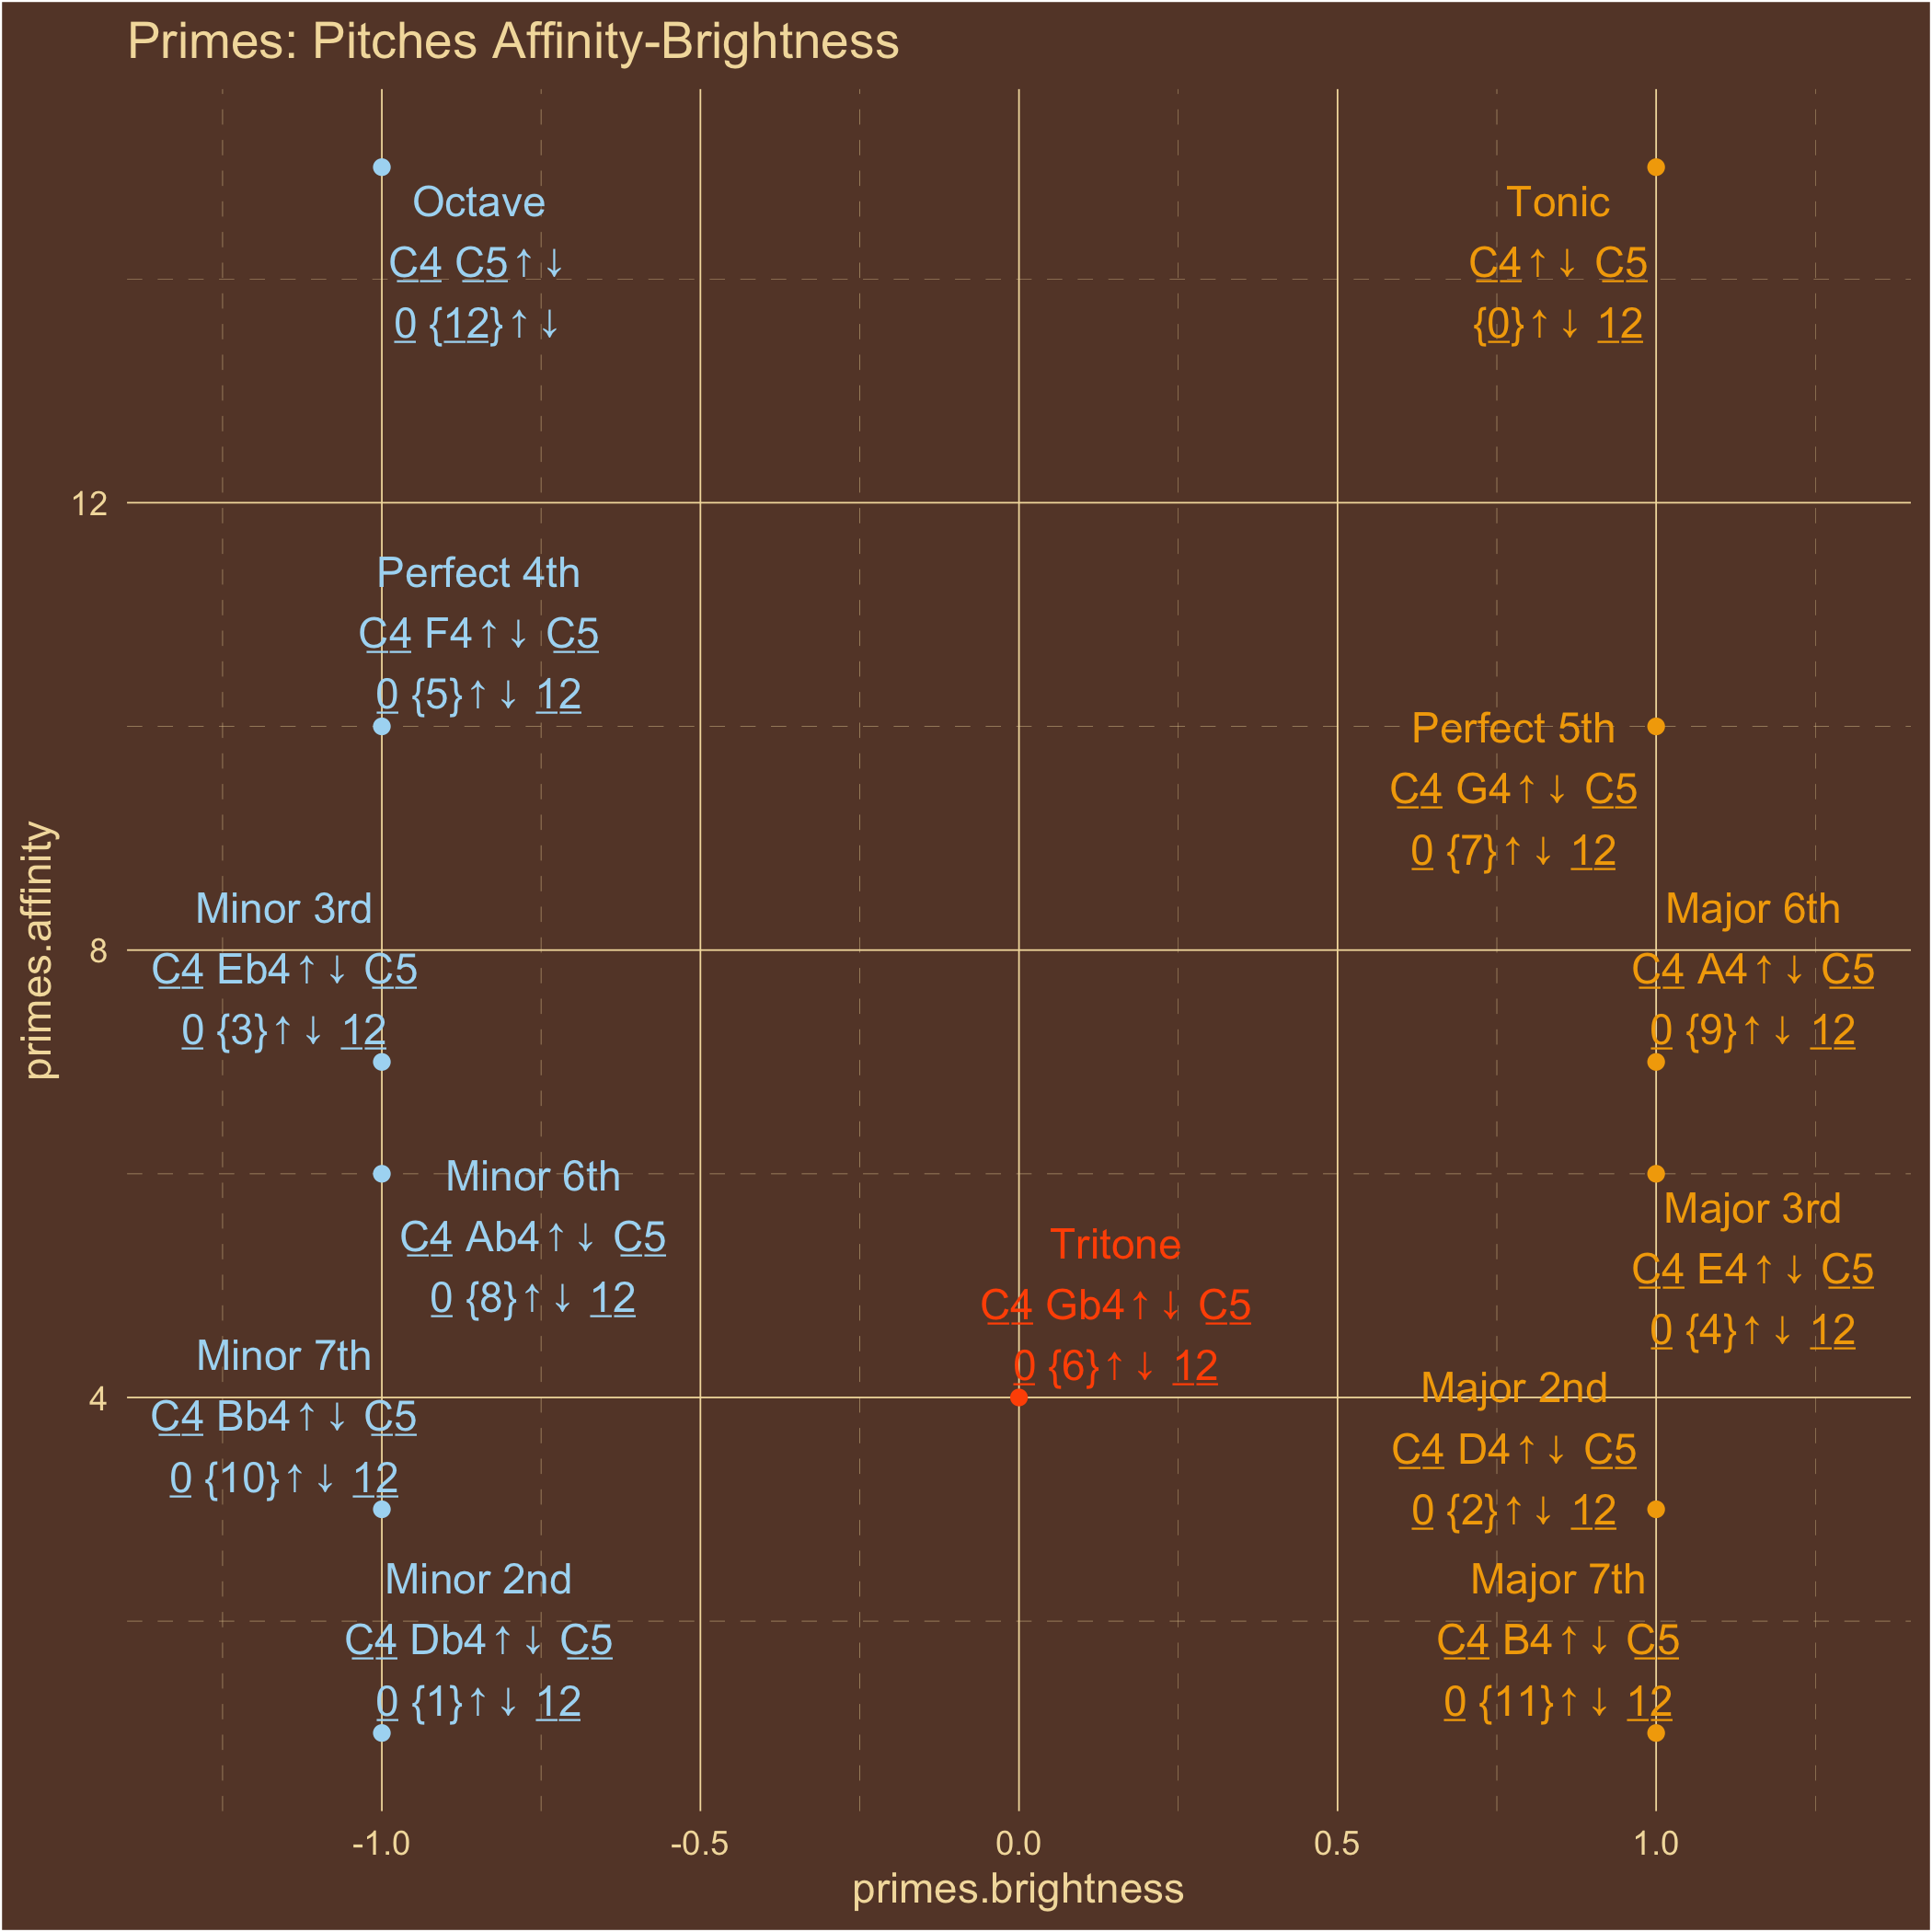 Primes: Pitches Affinity-Brightness
Octave
C4 C5↑↓
0 {12}↑↓
Tonic
C4↑↓ C5
{0}↑↓ 12
12
Perfect 4th
C4 F4↑↓ C5
0 {5}↑↓ 12
Perfect 5th
C4 G4↑↓ C5
0 {7}↑↓ 12
Minor 3rd
C4 Eb4↑↓ C5
0 {3}↑↓ 12
Major 6th
C4 A4↑↓ C5
0 {9}↑↓ 12
8
primes.affinity
Minor 6th
C4 Ab4↑↓ C5
0 {8}↑↓ 12
Major 3rd
C4 E4↑↓ C5
0 {4}↑↓ 12
Tritone
C4 Gb4↑↓ C5
0 {6}↑↓ 12
Minor 7th
C4 Bb4↑↓ C5
0 {10}↑↓ 12
Major 2nd
C4 D4↑↓ C5
0 {2}↑↓ 12
4
Minor 2nd
C4 Db4↑↓ C5
0 {1}↑↓ 12
Major 7th
C4 B4↑↓ C5
0 {11}↑↓ 12
-1.0 -0.5 0.0 0.5 1.0
primes.brightness